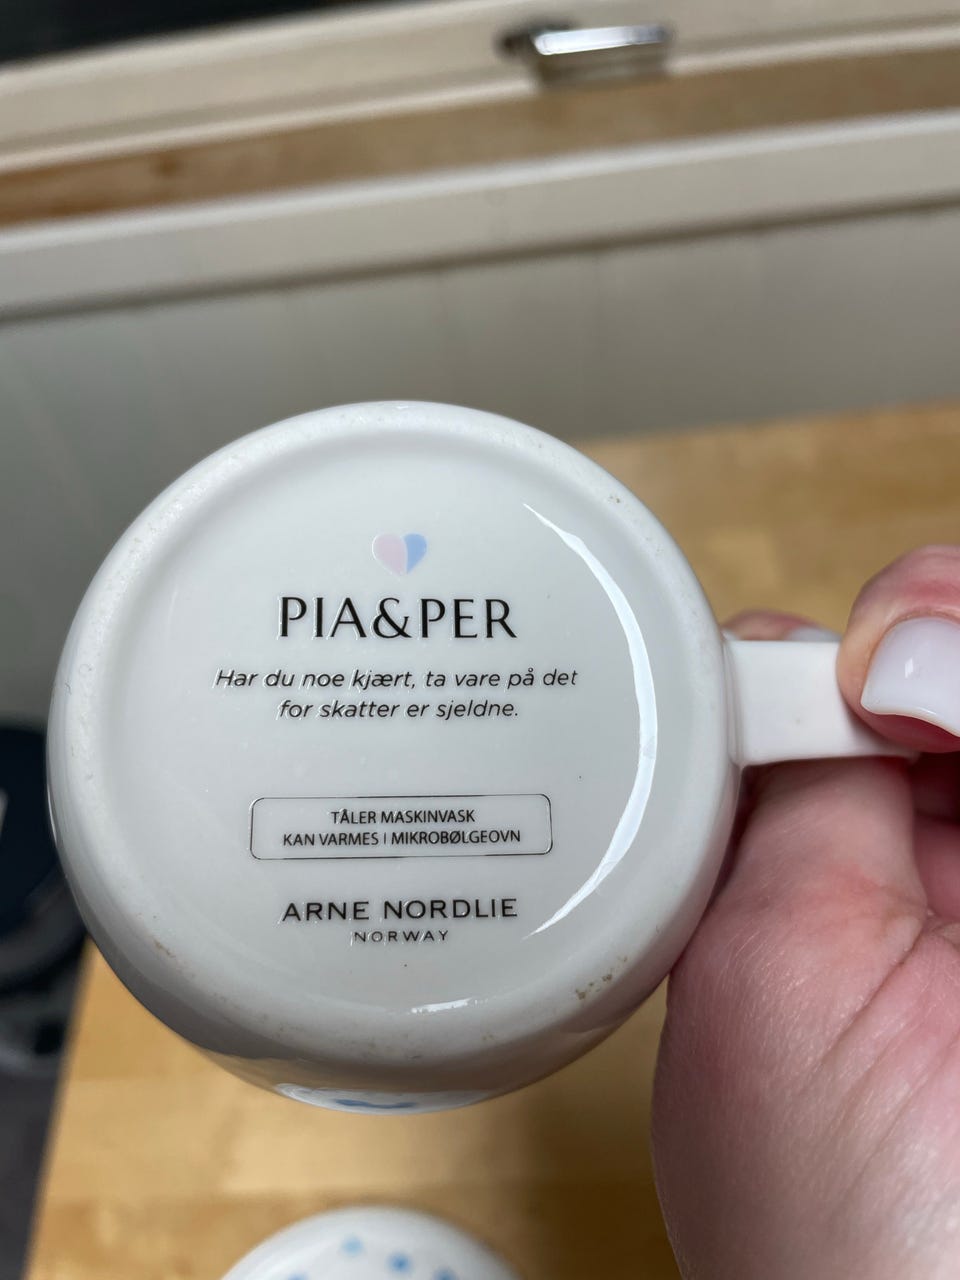 PIA&PER
Har du noe kjært, ta vare på det
for skatter er sjeldne.
TÅLER MASKINVASK
KAN VARMES I MIKROBØLGEOVN
ARNE NORDLIE
NORWAY